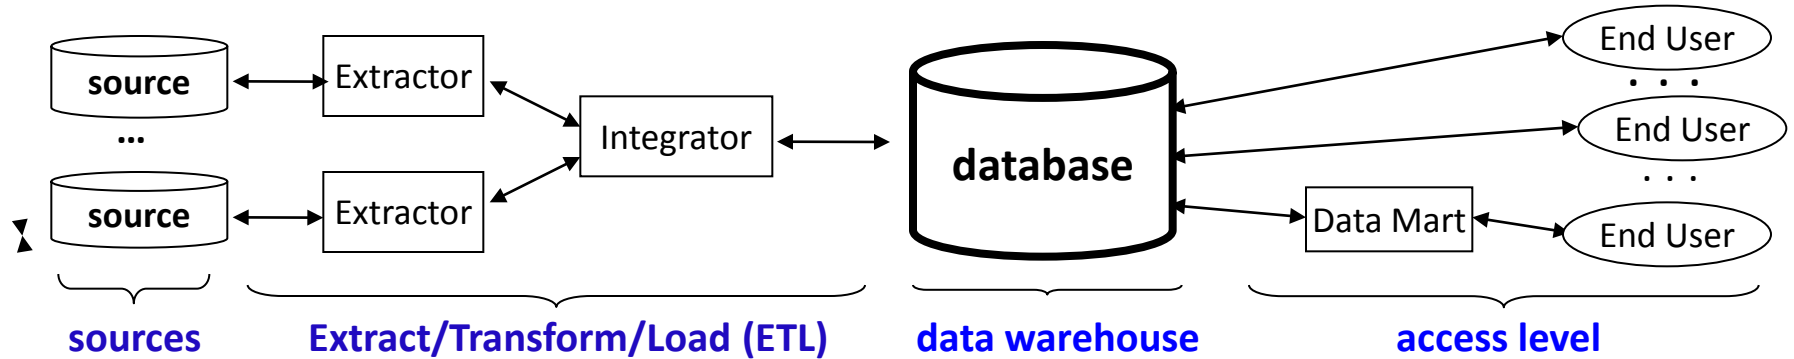 source
...
source
Extractor
Extractor
Integrator
database
End User
. . .
End User
. . .
Data Mart
End User
sources
Extract/Transform/Load (ETL)
data warehouse
access level